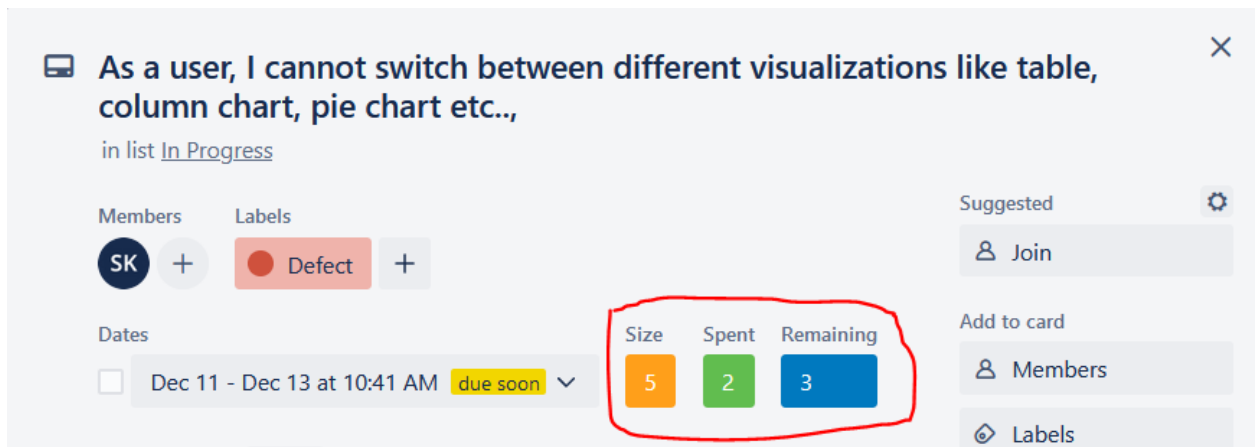 As a user, I cannot switch between different visualizations like table,
column chart, pie chart etc..,
in list In Progress
Members Labels
SK + Defect +
Dates
Dec 11 - Dec 13 at 10:41 AM due soon
Size Spent Remaining
5 2 3
Suggested
Join
Add to card
Members
Labels